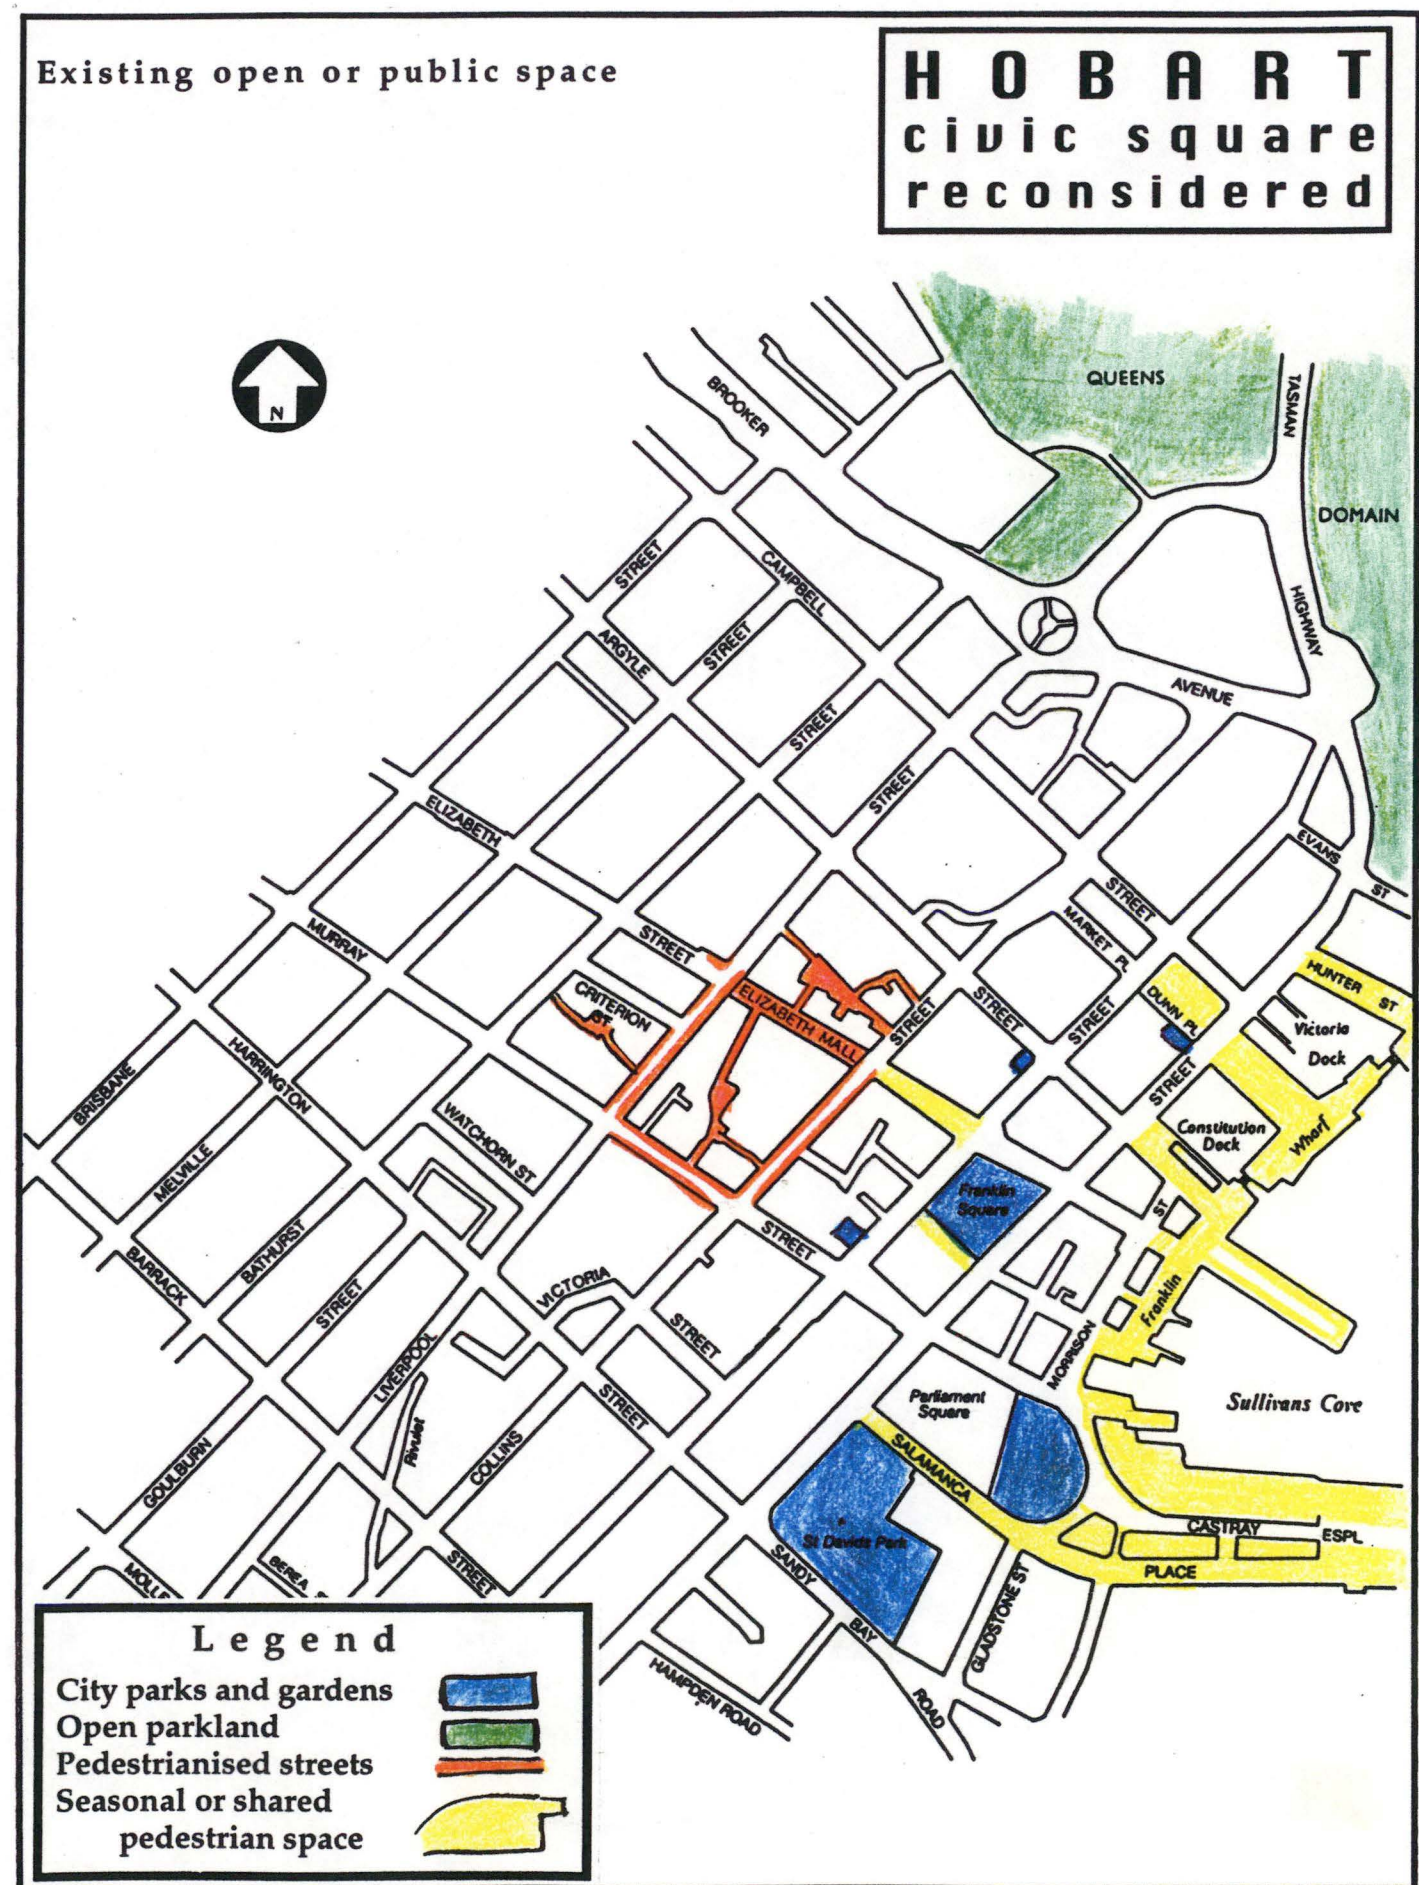 Existing open or public space
HOBART
civic square
reconsidered
N
QUEENS
TASMAN
DOMAIN
HIGHWAY
BROOKER
AVENUE
STREET
CAMPBELL
ARGYLE
STREET
STREET
STREET
ELIZABETH
EVANS
ST
STREET
MARKET PL
MURRAY
STREET
CRITERION
ST
ELIZABETH MALL
STREET
STREET
STREET
DUNN PL
HUNTER ST
Victoria
Dock
STREET
Constitution
Dock
Wharf
BRISBANE
HARRINGTON
WATCHORN ST
MELVILLE
BATHURST
BARRACK
STREET
VICTORIA
STREET
STREET
Franklin
Square
ST
Franklin
MORRISON
LIVERPOOL
Rivulet
STREET
COLLINS
GOULBURN
Parliament
Square
Sullivans Cove
SALAMANCA
St Davids Park
CASTRAY
ESPL
PLACE
SANDY
BAY
ROAD
GLADSTONE ST
HAMPDEN ROAD
STREET
MOLLE
BEREA
Legend
City parks and gardens
Open parkland
Pedestrianised streets
Seasonal or shared
pedestrian space